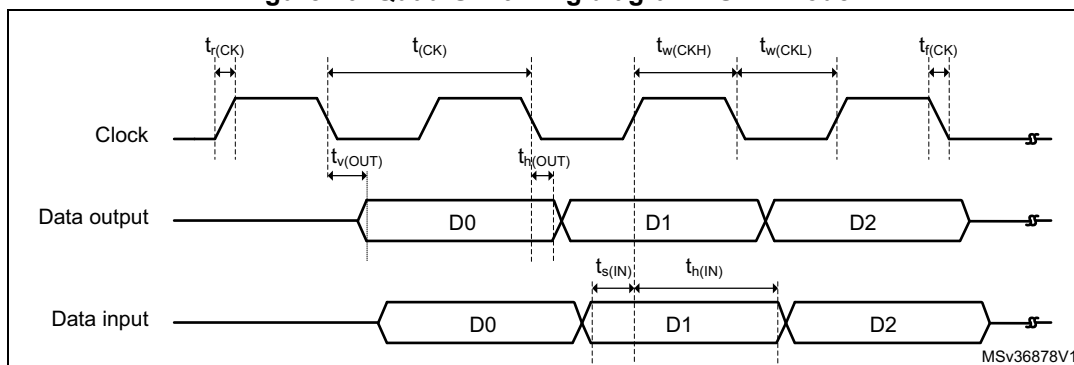 t_r(CK) t_(CK) t_w(CKH) t_w(CKL) t_f(CK)
Clock
t_v(OUT) t_h(OUT)
Data output D0 D1 D2
t_s(IN) t_h(IN)
Data input D0 D1 D2
MSv36878V1